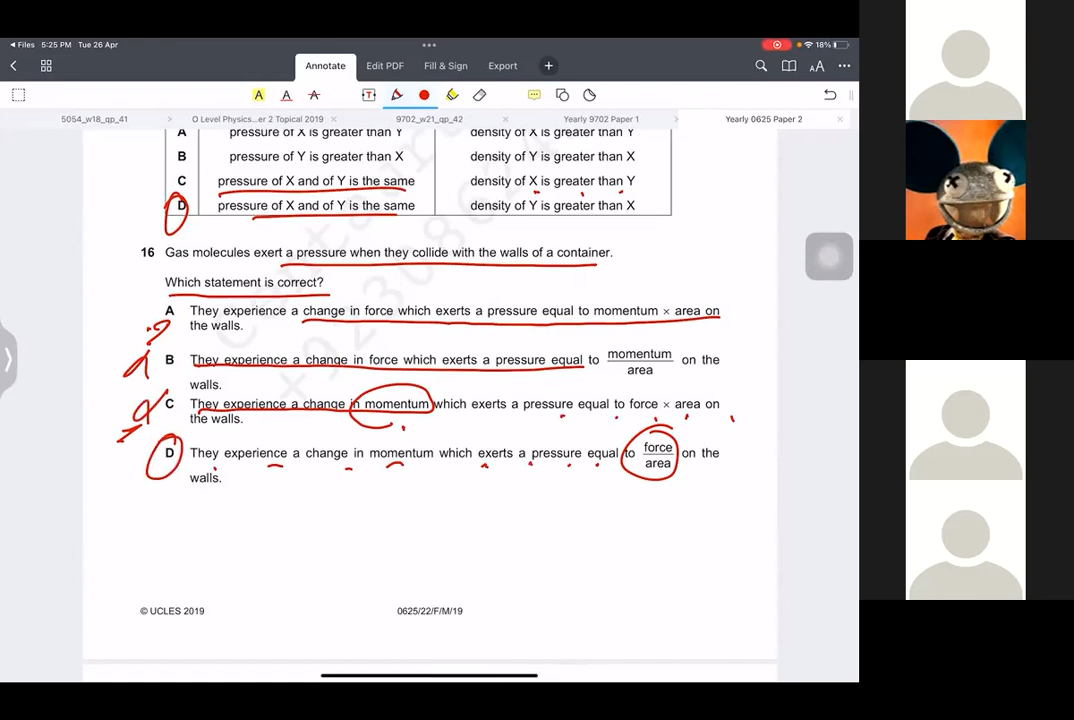 Files 5:25 PM Tue 26 Apr 18%
Annotate Edit PDF Fill & Sign Export
AA
A A A T
5054_w18_qp_41 O Level Physics...er 2 Topical 2019 9702_w21_qp_42 Yearly 9702 Paper 1 Yearly 0625 Paper 2
A pressure of X is greater than Y density of X is greater than Y
B pressure of Y is greater than X density of Y is greater than X
C pressure of X and of Y is the same density of X is greater than Y
D pressure of X and of Y is the same density of Y is greater than X
16 Gas molecules exert a pressure when they collide with the walls of a container.
Which statement is correct?
A They experience a change in force which exerts a pressure equal to momentum × area on
the walls.
B They experience a change in force which exerts a pressure equal to momentum/area on the
walls.
C They experience a change in momentum which exerts a pressure equal to force × area on
the walls.
D They experience a change in momentum which exerts a pressure equal to force/area on the
walls.
© UCLES 2019 0625/22/F/M/19